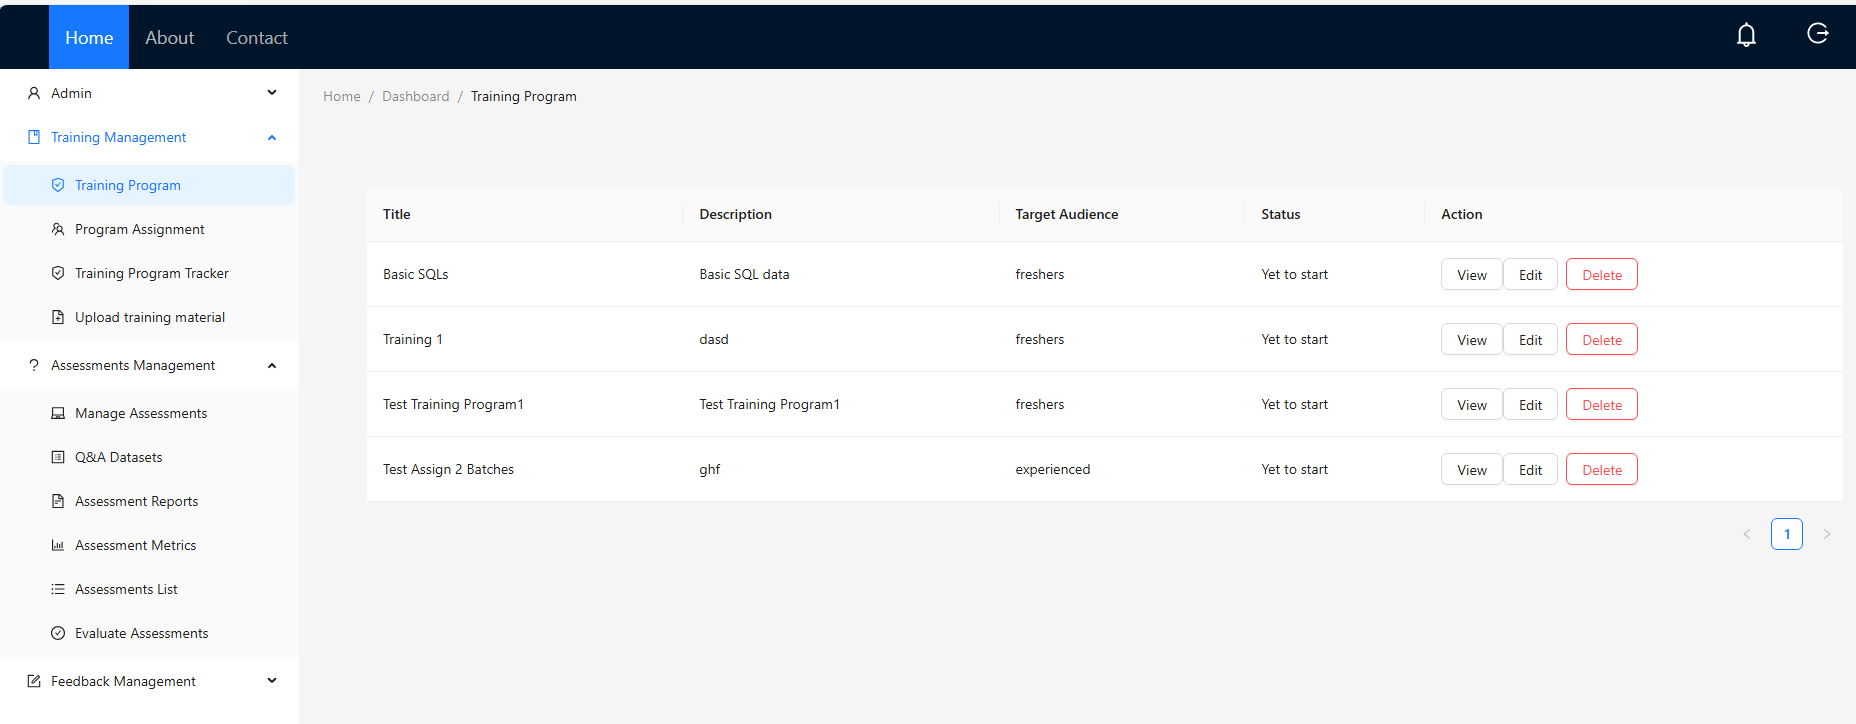 Home About Contact
Admin
Training Management
Training Program
Program Assignment
Training Program Tracker
Upload training material
Assessments Management
Manage Assessments
Q&A Datasets
Assessment Reports
Assessment Metrics
Assessments List
Evaluate Assessments
Feedback Management
Home / Dashboard / Training Program
Title Description Target Audience Status Action
Basic SQLs Basic SQL data freshers Yet to start View Edit Delete
Training 1 dasd freshers Yet to start View Edit Delete
Test Training Program1 Test Training Program1 freshers Yet to start View Edit Delete
Test Assign 2 Batches ghf experienced Yet to start View Edit Delete
< 1 >